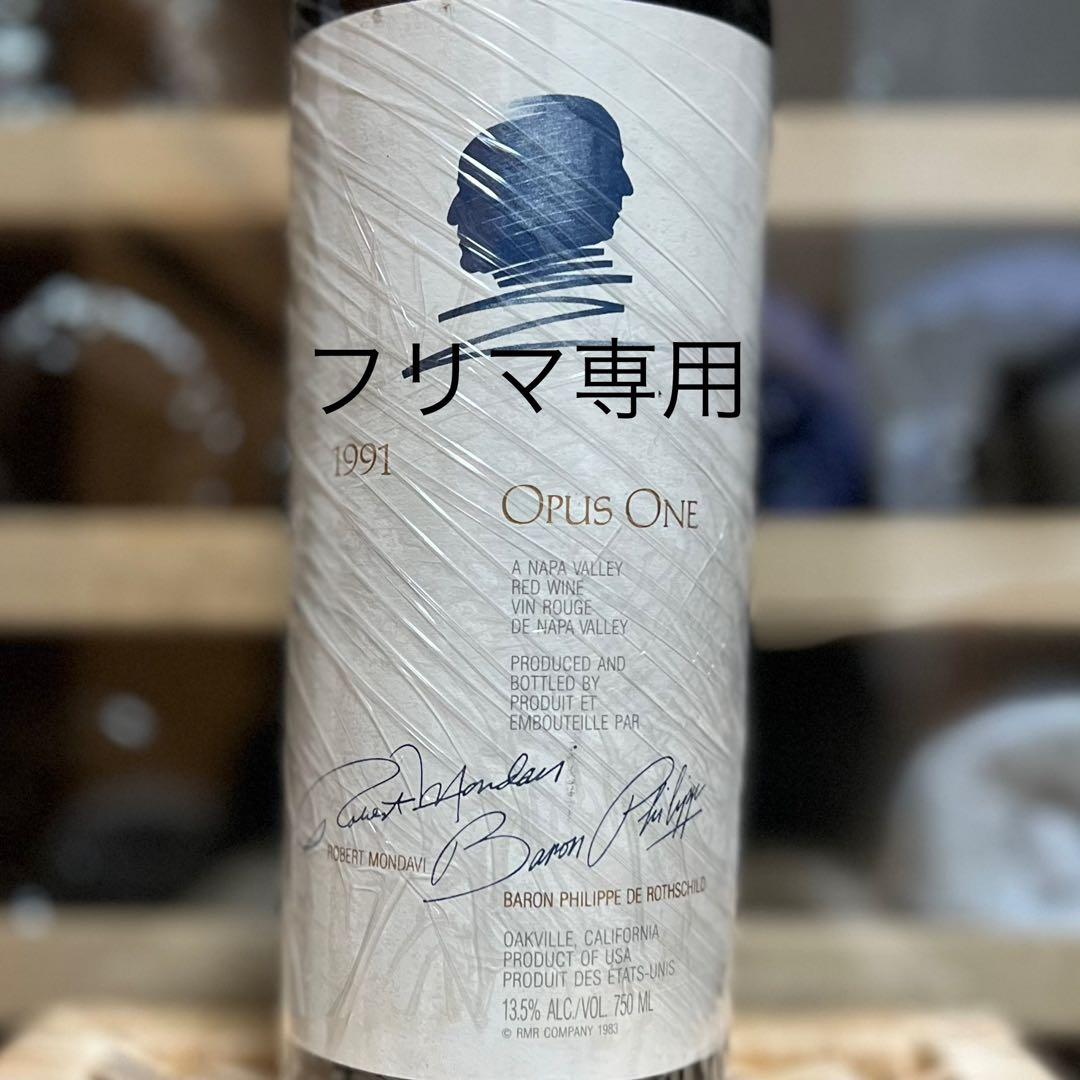 フリマ専用
1991
OPUS ONE
A NAPA VALLEY
RED WINE
VIN ROUGE
DE NAPA VALLEY
PRODUCED AND
BOTTLED BY
PRODUIT ET
EMBOUTEILLE PAR
Robert Mondavi
Baron Philippe
ROBERT MONDAVI
BARON PHILIPPE DE ROTHSCHILD
OAKVILLE, CALIFORNIA
PRODUCT OF USA
PRODUIT DES ETATS-UNIS
13.5% ALC./VOL. 750 ML
© RMR COMPANY 1983